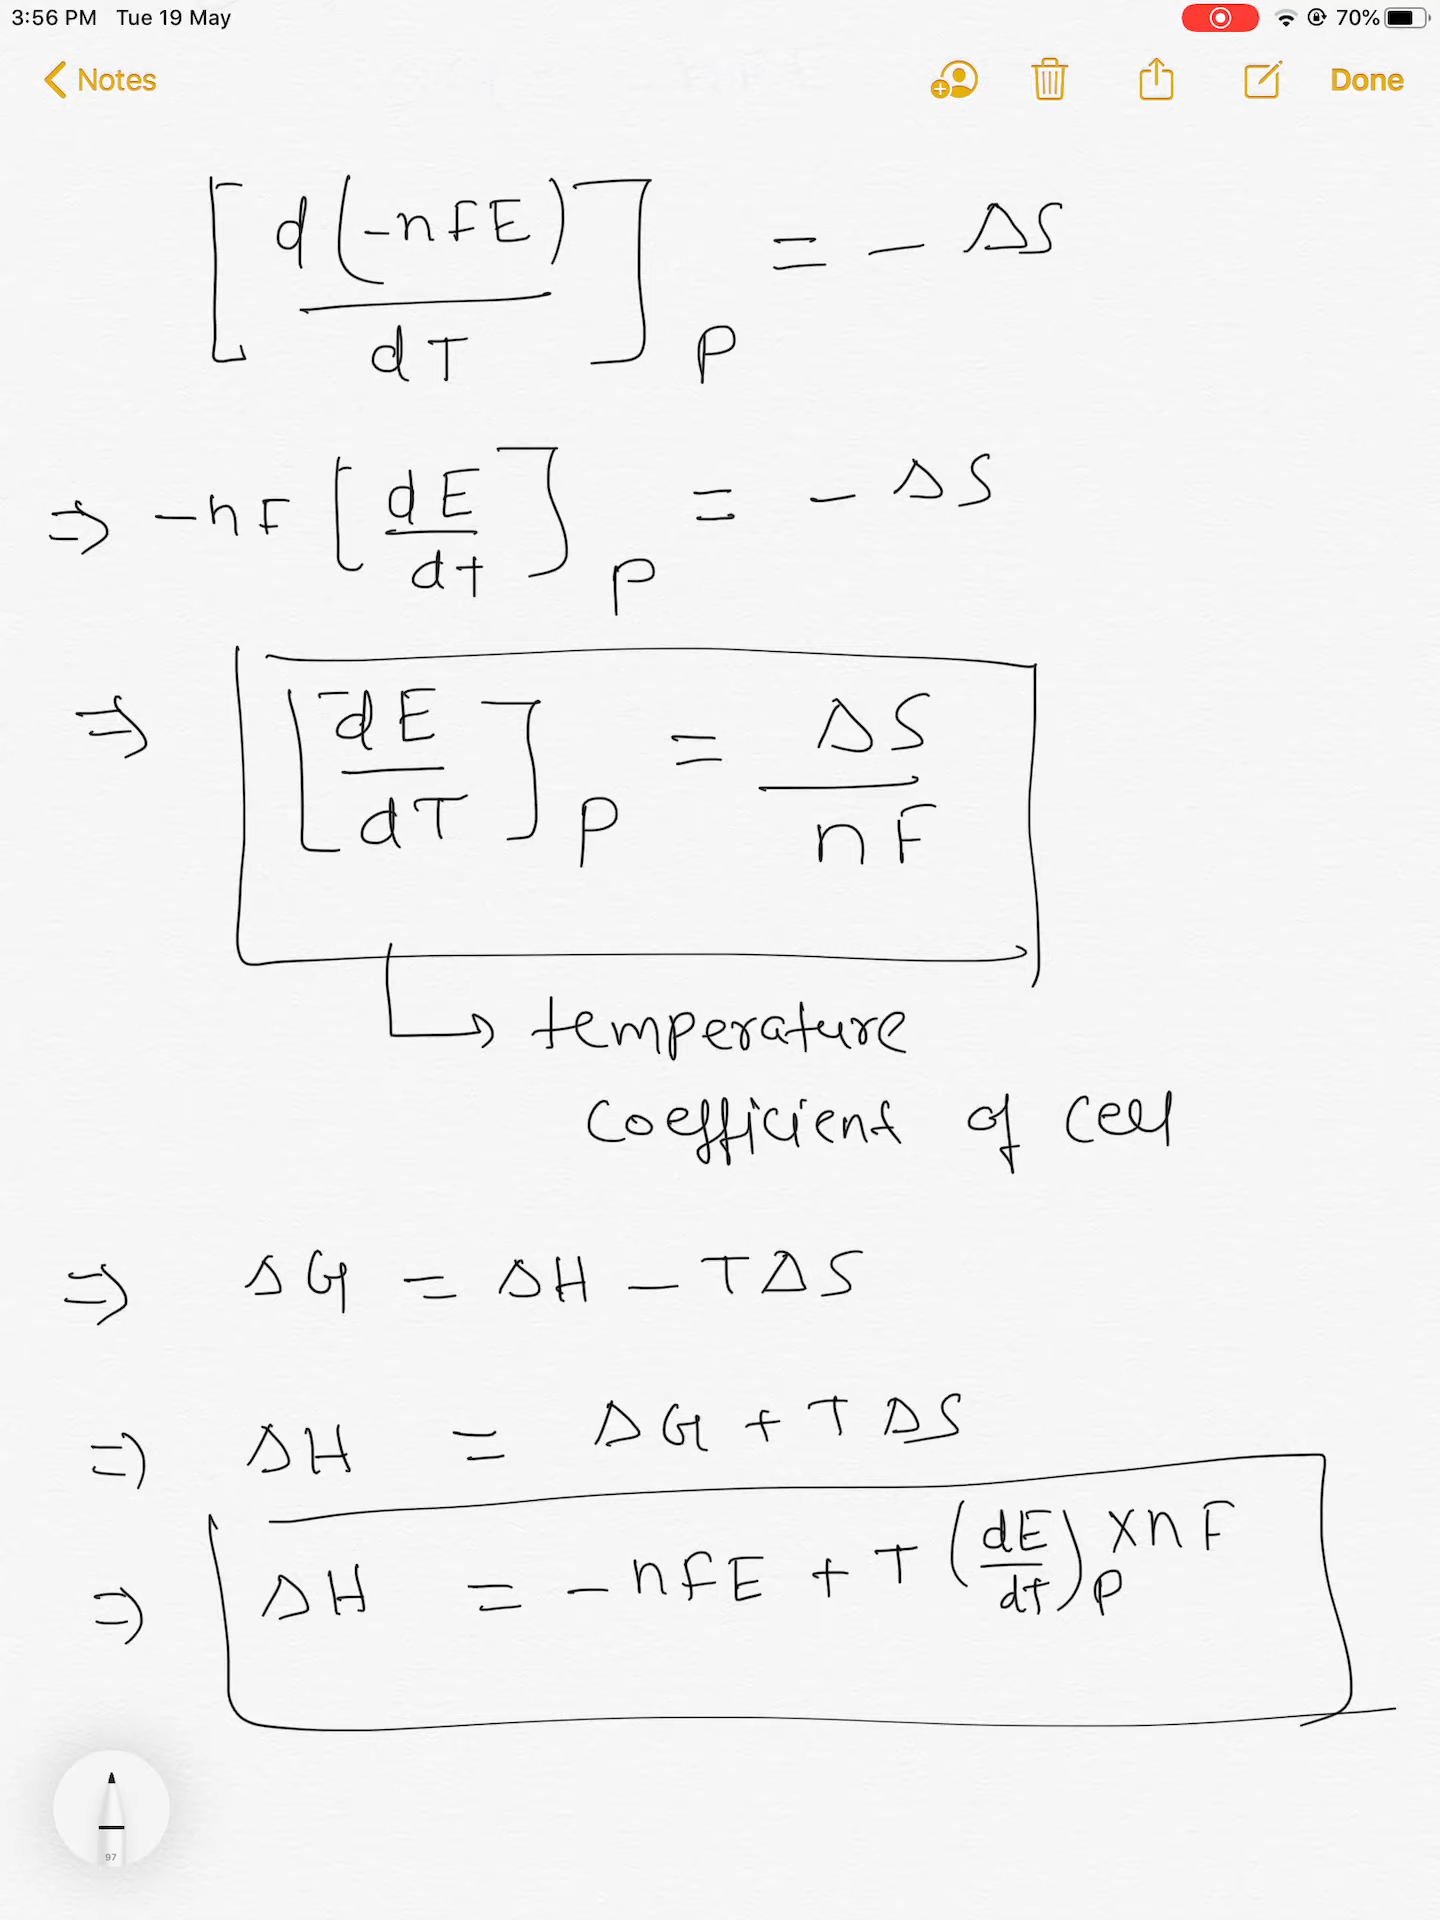 3:56 PM Tue 19 May 70%
Notes Done
[d(-nFE)/dT]P = - ΔS
⇒ -nF [dE/dt]P = - ΔS
⇒ [dE/dT]P = ΔS/nF
↳ temperature
coefficient of cell
⇒ ΔG = ΔH - TΔS
⇒ ΔH = ΔG + TΔS
⇒ ΔH = -nFE + T (dE/dt)P ×nF
97